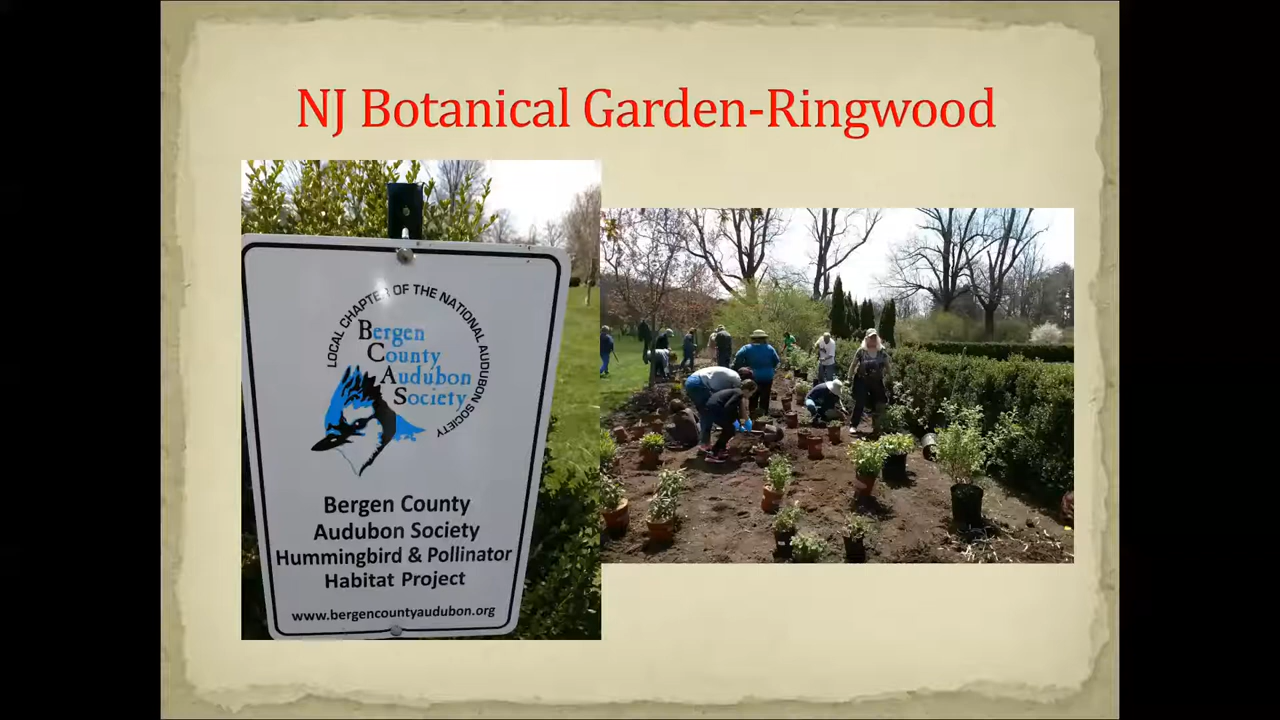 NJ Botanical Garden-Ringwood
LOCAL CHAPTER OF THE NATIONAL AUDUBON SOCIETY
Bergen
County
Audubon
Society
Bergen County
Audubon Society
Hummingbird & Pollinator
Habitat Project
www.bergencountyaudubon.org